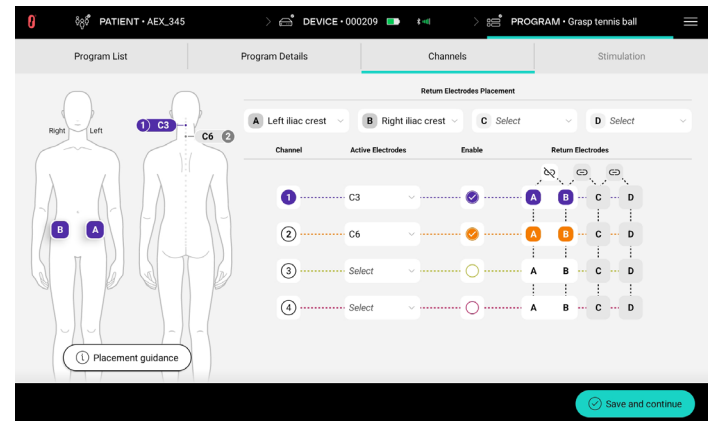 PATIENT • AEX_345
DEVICE • 000209
PROGRAM • Grasp tennis ball
Program List
Program Details
Channels
Stimulation
Return Electrodes Placement
A Left iliac crest
B Right iliac crest
C Select
D Select
Right
Left
1 C3
C6 2
B
A
Channel
Active Electrodes
Enable
Return Electrodes
1 C3 A B C D
2 C6 A B C D
3 Select A B C D
4 Select A B C D
Placement guidance
Save and continue